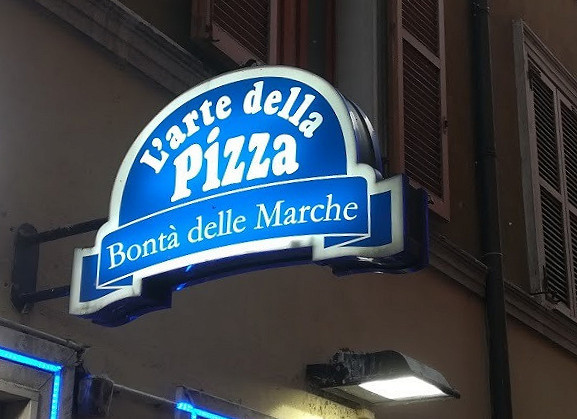 L'arte della
Pizza
Bontà delle Marche